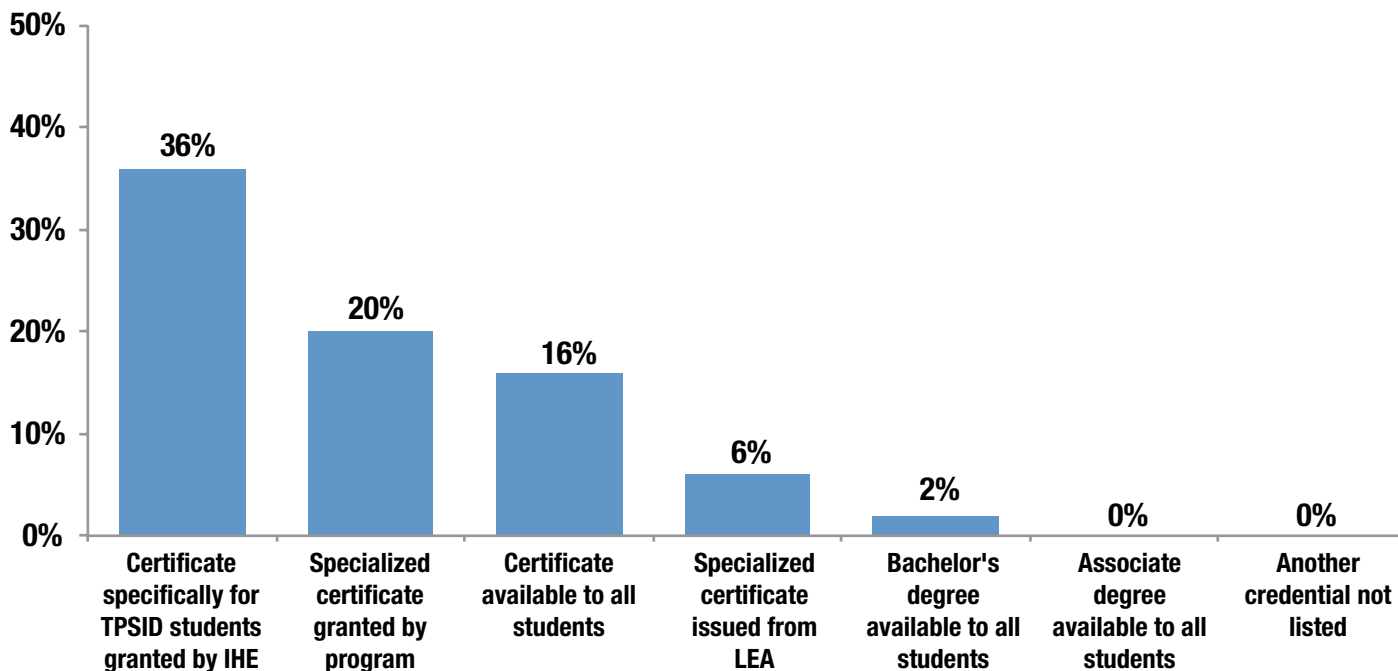 50%
40%
30%
20%
10%
0%
36%
20%
16%
6%
2%
0%
0%
Certificate
specifically for
TPSID students
granted by IHE
Specialized
certificate
granted by
program
Certificate
available to all
students
Specialized
certificate
issued from
LEA
Bachelor's
degree
available to all
students
Associate
degree
available to all
students
Another
credential not
listed